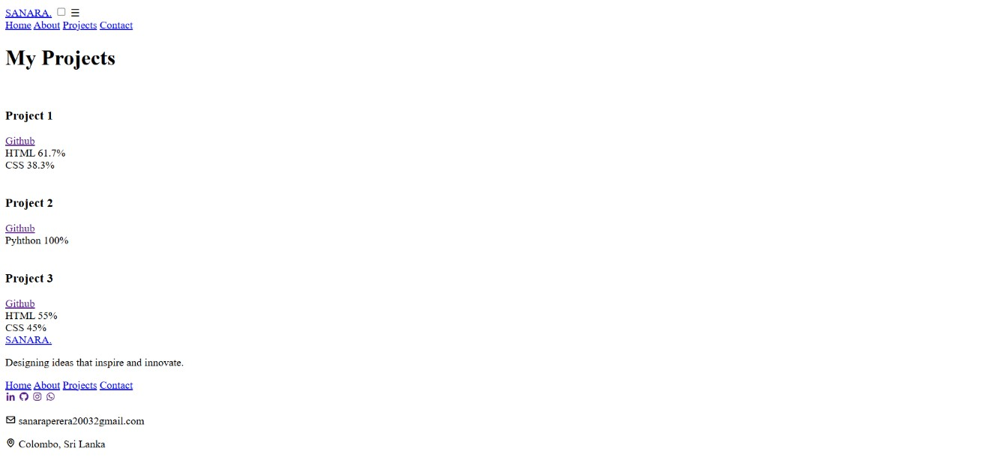 SANARA. ☰
Home About Projects Contact
My Projects
Project 1
Github
HTML 61.7%
CSS 38.3%
Project 2
Github
Pyhthon 100%
Project 3
Github
HTML 55%
CSS 45%
SANARA.
Designing ideas that inspire and innovate.
Home About Projects Contact
sanaraperera20032gmail.com
Colombo, Sri Lanka